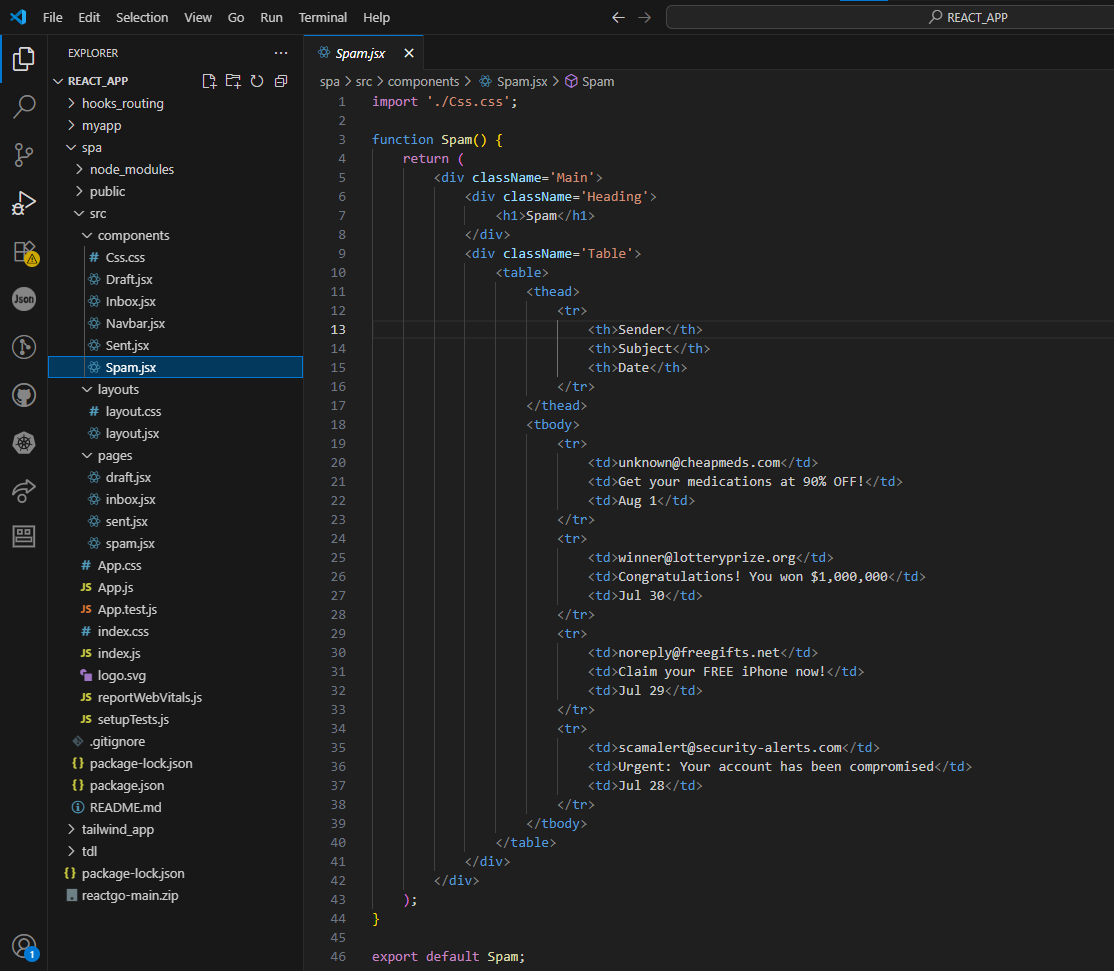 File Edit Selection View Go Run Terminal Help
REACT_APP
EXPLORER
Spam.jsx
REACT_APP
spa > src > components > Spam.jsx > Spam
hooks_routing
myapp
spa
node_modules
public
src
components
# Css.css
Draft.jsx
Inbox.jsx
Navbar.jsx
Sent.jsx
Spam.jsx
layouts
# layout.css
layout.jsx
pages
draft.jsx
inbox.jsx
sent.jsx
spam.jsx
# App.css
JS App.js
JS App.test.js
# index.css
JS index.js
logo.svg
JS reportWebVitals.js
JS setupTests.js
.gitignore
{} package-lock.json
{} package.json
README.md
tailwind_app
tdl
{} package-lock.json
reactgo-main.zip
Json
1
1 import './Css.css';
2
3 function Spam() {
4 return (
5 <div className='Main'>
6 <div className='Heading'>
7 <h1>Spam</h1>
8 </div>
9 <div className='Table'>
10 <table>
11 <thead>
12 <tr>
13 <th>Sender</th>
14 <th>Subject</th>
15 <th>Date</th>
16 </tr>
17 </thead>
18 <tbody>
19 <tr>
20 <td>unknown@cheapmeds.com</td>
21 <td>Get your medications at 90% OFF!</td>
22 <td>Aug 1</td>
23 </tr>
24 <tr>
25 <td>winner@lotteryprize.org</td>
26 <td>Congratulations! You won $1,000,000</td>
27 <td>Jul 30</td>
28 </tr>
29 <tr>
30 <td>noreply@freegifts.net</td>
31 <td>Claim your FREE iPhone now!</td>
32 <td>Jul 29</td>
33 </tr>
34 <tr>
35 <td>scamalert@security-alerts.com</td>
36 <td>Urgent: Your account has been compromised</td>
37 <td>Jul 28</td>
38 </tr>
39 </tbody>
40 </table>
41 </div>
42 </div>
43 );
44 }
45
46 export default Spam;